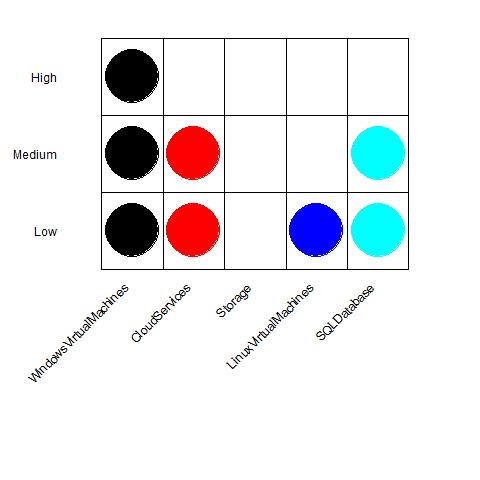 High
Medium
Low
WindowsVirtualMachines
CloudServices
Storage
LinuxVirtualMachines
SQLDatabase